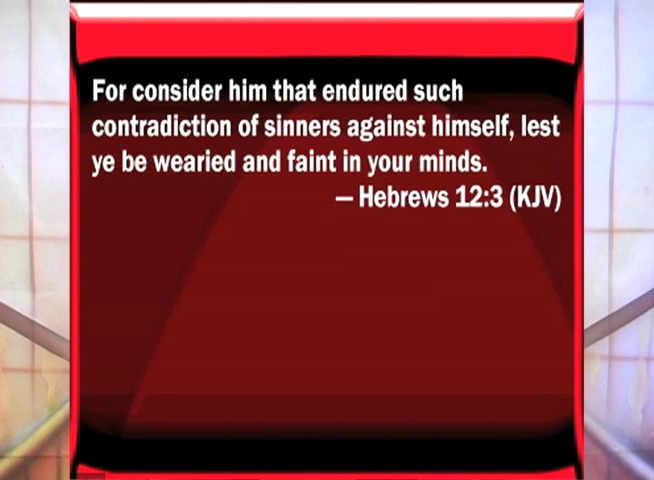 For consider him that endured such
contradiction of sinners against himself, lest
ye be wearied and faint in your minds.
— Hebrews 12:3 (KJV)